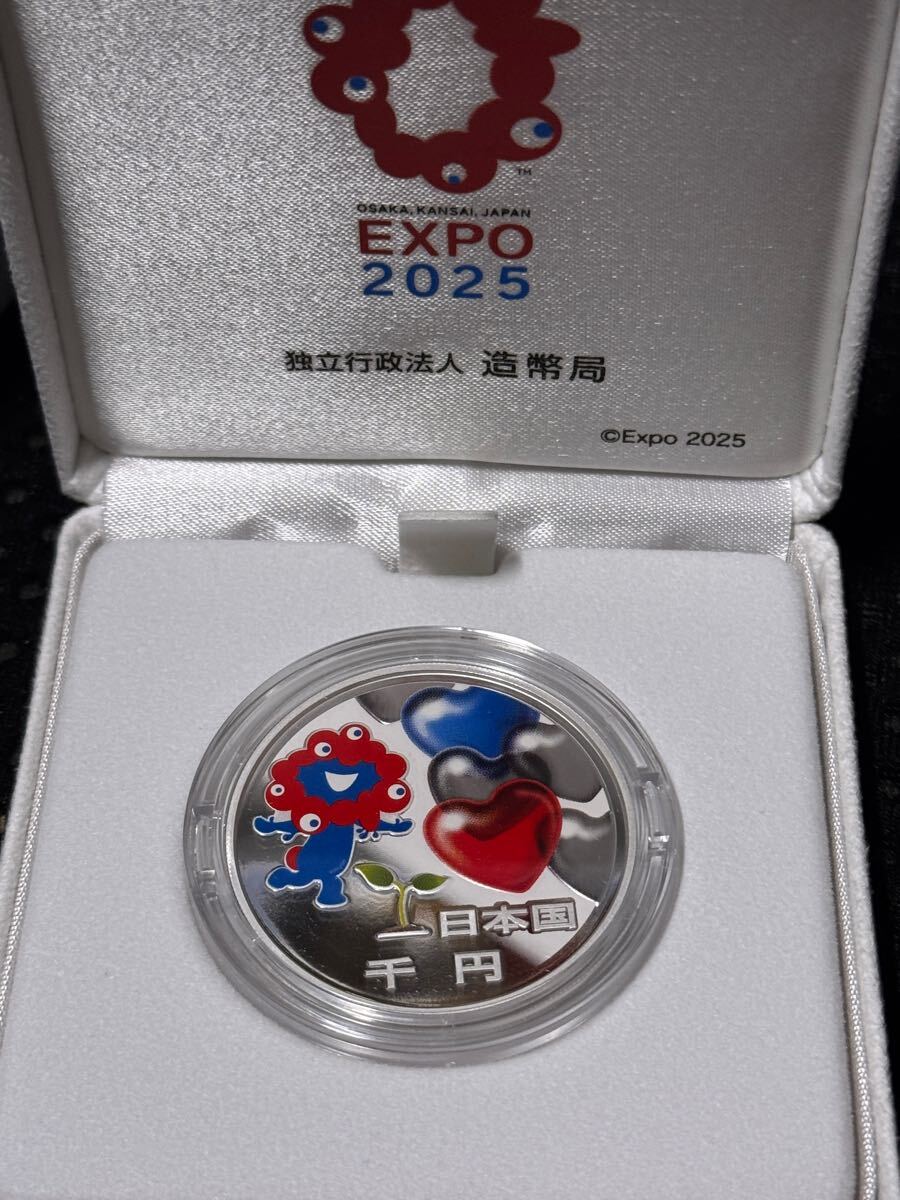 TM
OSAKA, KANSAI, JAPAN
EXPO
2025
独立行政法人 造幣局
©Expo 2025
日本国
千円